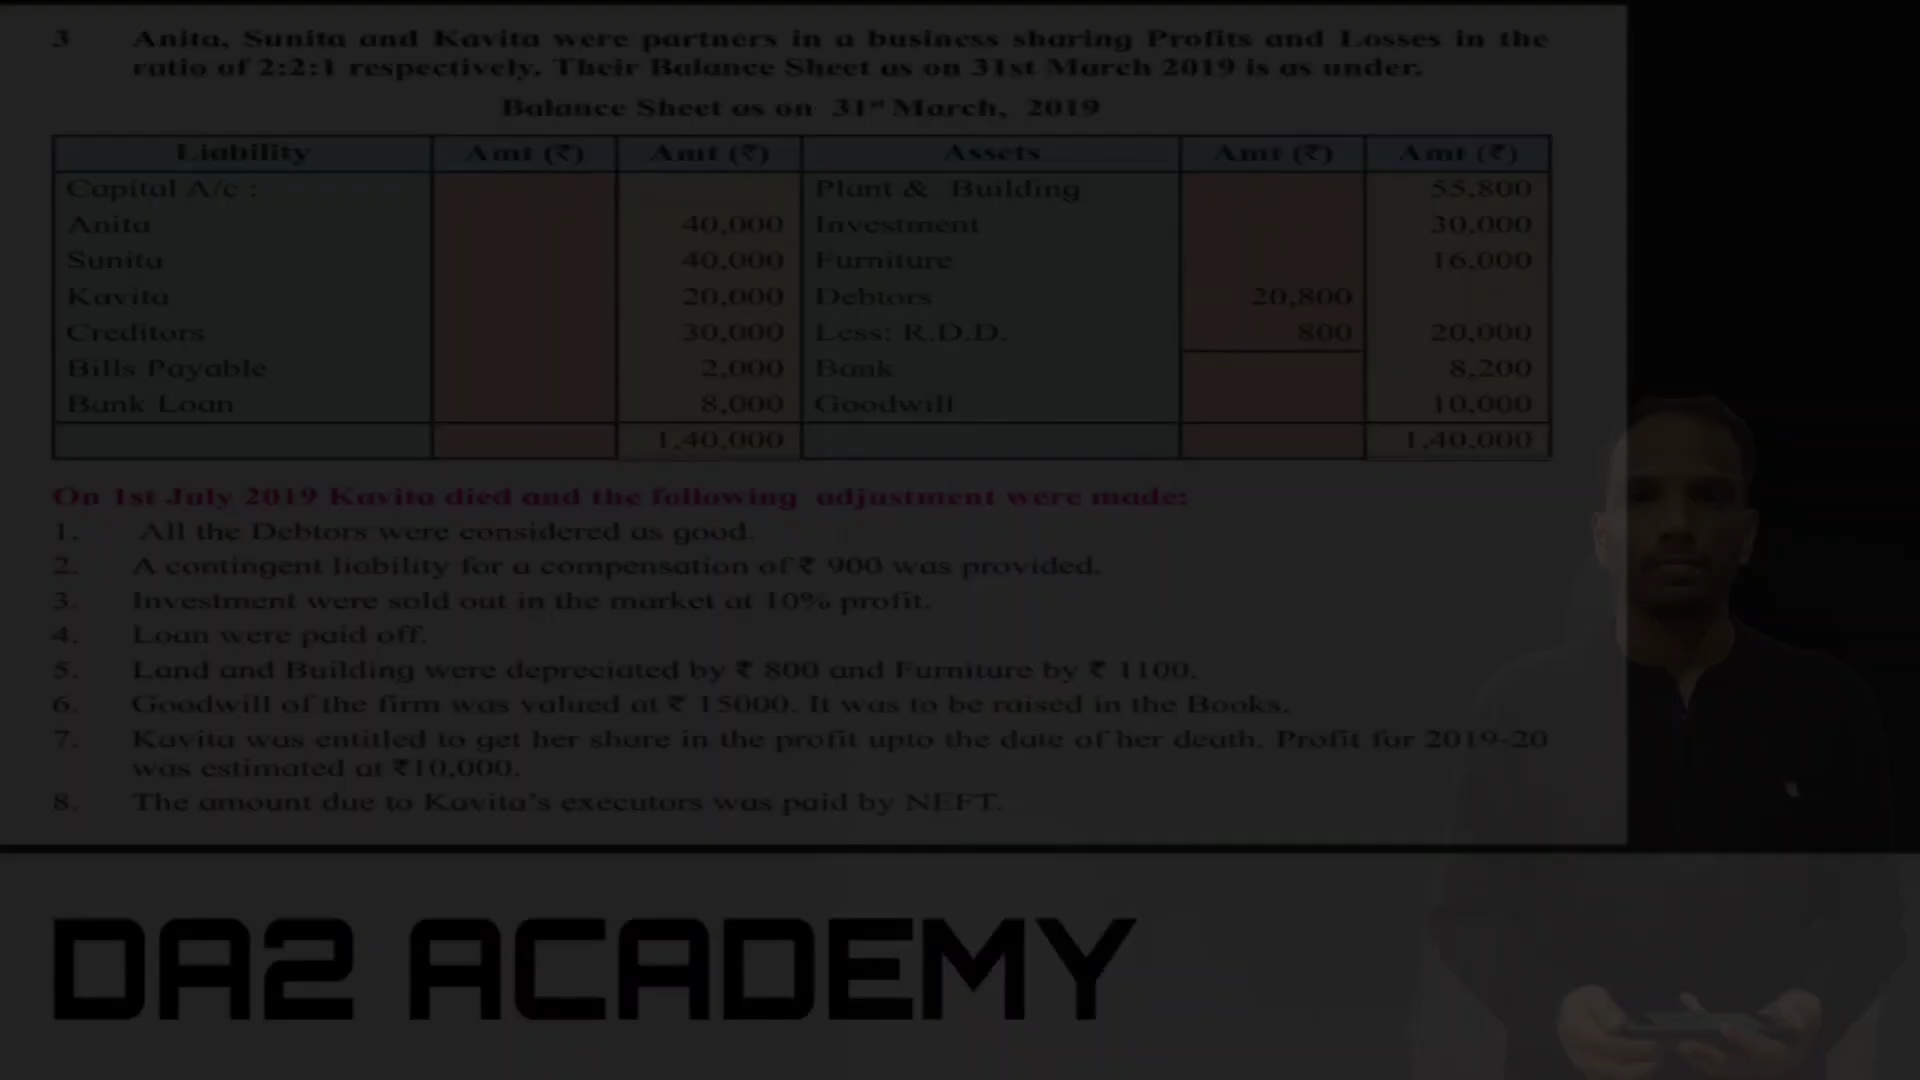 3 Anita, Sunita and Kavita were partners in a business sharing Profits and Losses in the
ratio of 2:2:1 respectively. Their Balance Sheet as on 31st March 2019 is as under.
Balance Sheet as on 31st March, 2019
Liability Amt (₹) Amt (₹) Assets Amt (₹) Amt (₹)
Capital A/c : Plant & Building 55,800
Anita 40,000 Investment 30,000
Sunita 40,000 Furniture 16,000
Kavita 20,000 Debtors 20,800
Creditors 30,000 Less: R.D.D. 800 20,000
Bills Payable 2,000 Bank 8,200
Bank Loan 8,000 Goodwill 10,000
1,40,000 1,40,000
On 1st July 2019 Kavita died and the following adjustment were made:
1. All the Debtors were considered as good.
2. A contingent liability for a compensation of ₹ 900 was provided.
3. Investment were sold out in the market at 10% profit.
4. Loan were paid off.
5. Land and Building were depreciated by ₹ 800 and Furniture by ₹ 1100.
6. Goodwill of the firm was valued at ₹ 15000. It was to be raised in the Books.
7. Kavita was entitled to get her share in the profit upto the date of her death. Profit for 2019-20
was estimated at ₹10,000.
8. The amount due to Kavita's executors was paid by NEFT.
DA2 ACADEMY